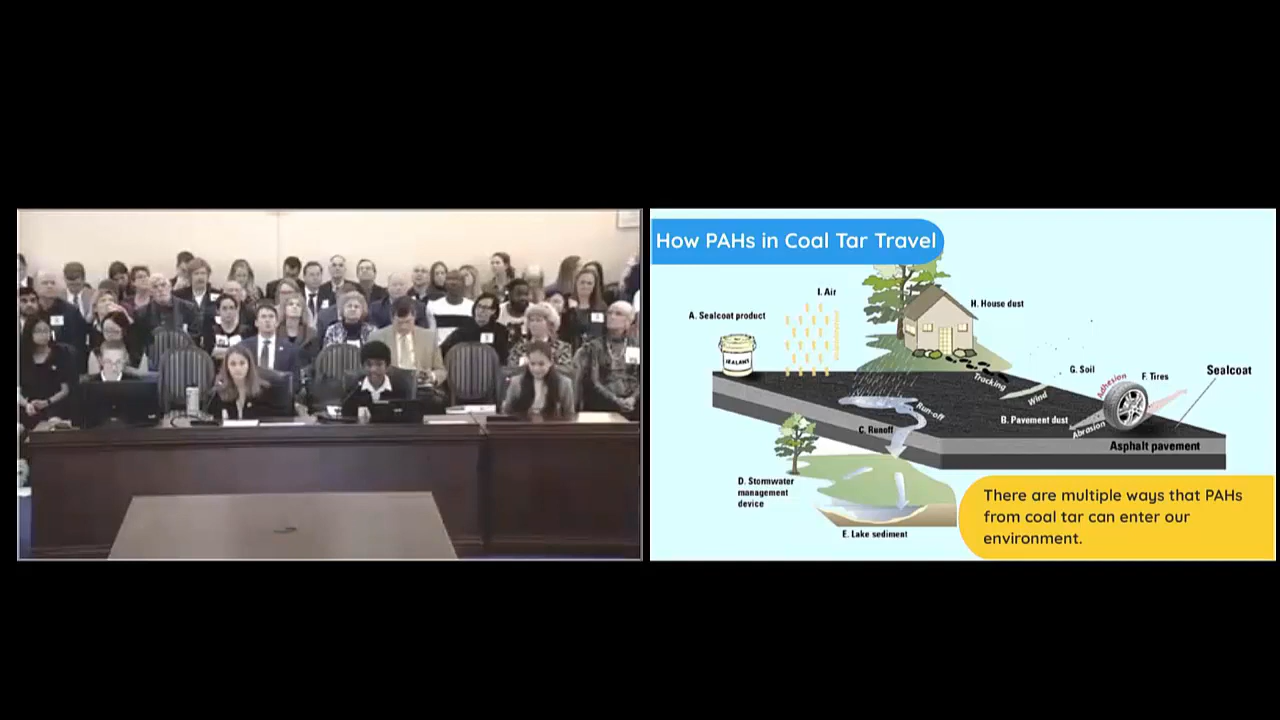 How PAHs in Coal Tar Travel
I. Air
H. House dust
A. Sealcoat product
SEALANT
G. Soil
F. Tires
Sealcoat
Tracking
Adhesion
Wind
Run-off
B. Pavement dust
C. Runoff
Abrasion
Asphalt pavement
D. Stormwater
management
device
E. Lake sediment
There are multiple ways that PAHs
from coal tar can enter our
environment.